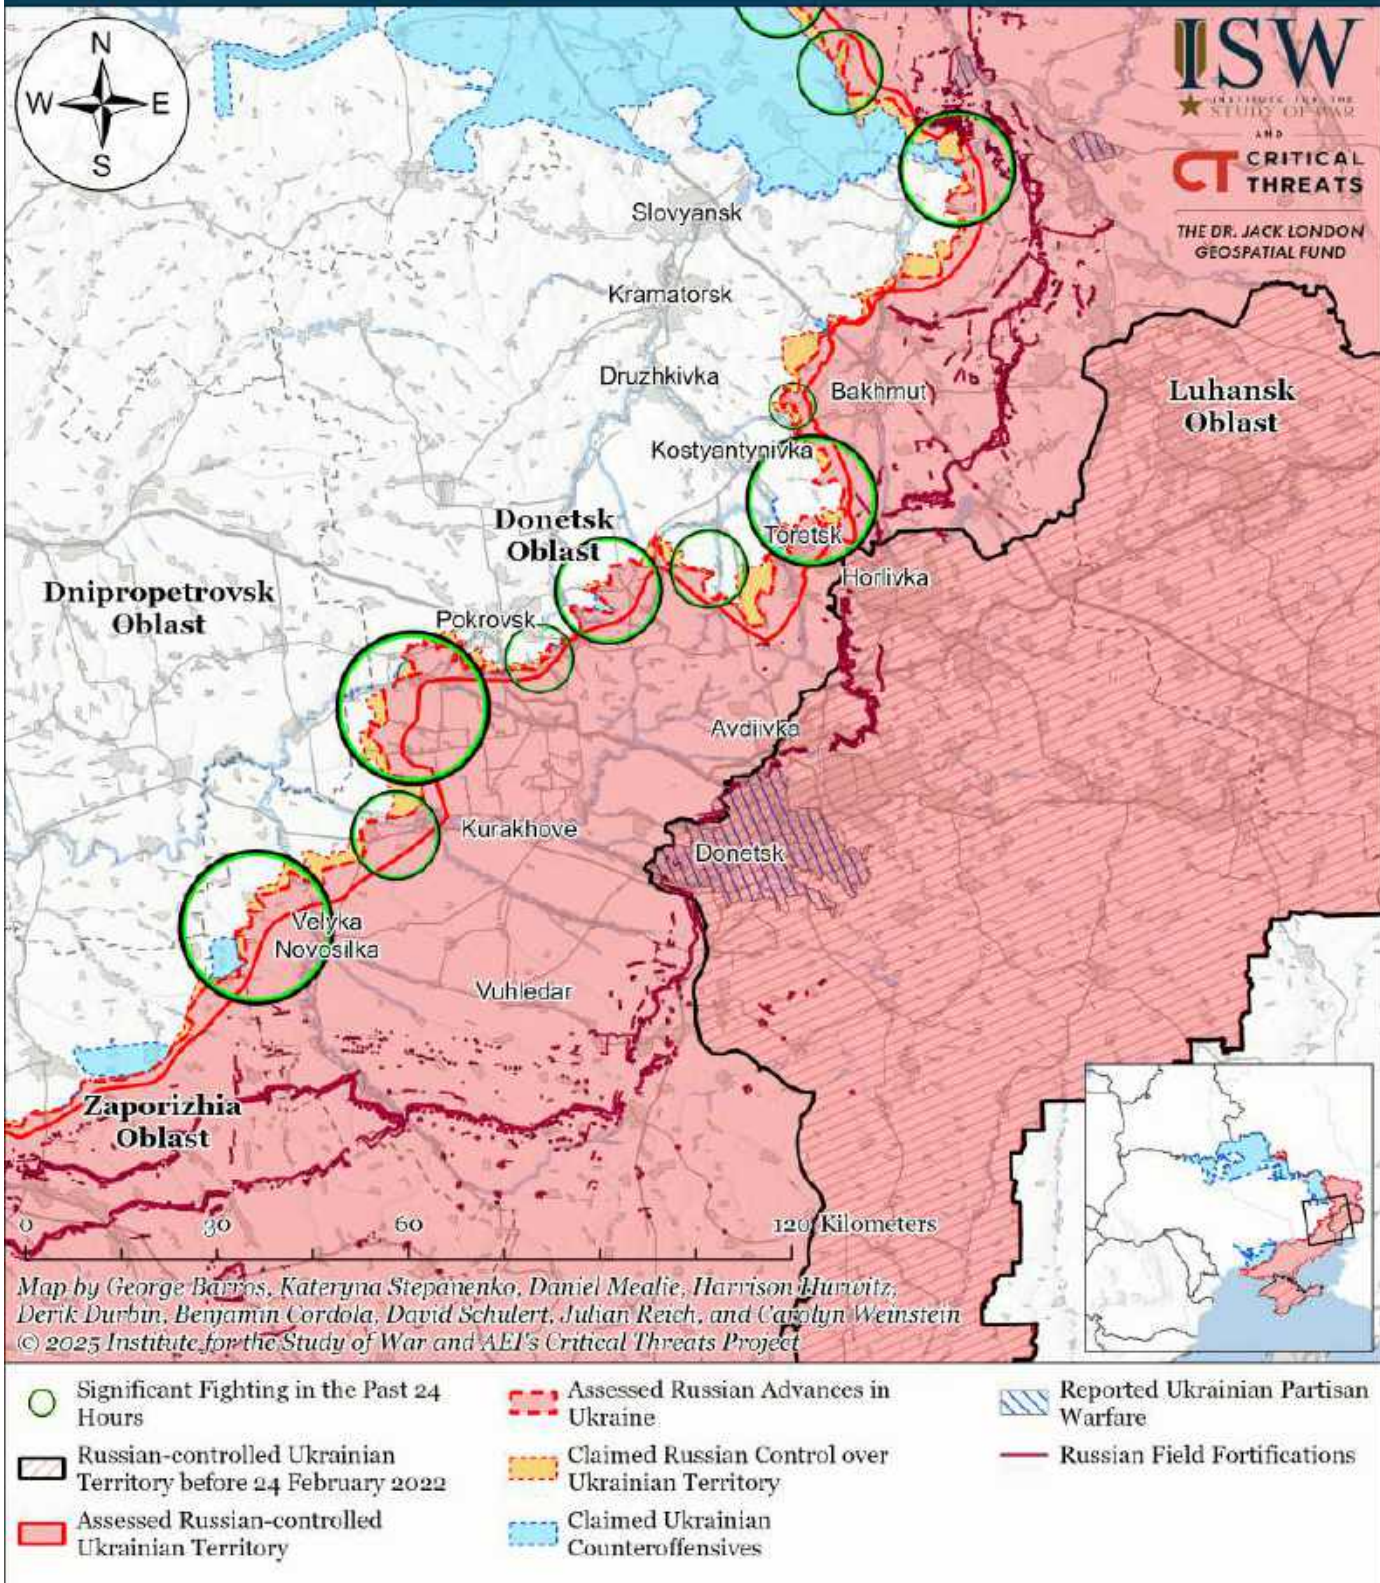 N
W E
S
ISW
INSTITUTE FOR THE
STUDY OF WAR
AND
CT CRITICAL
THREATS
THE DR. JACK LONDON
GEOSPATIAL FUND
Slovyansk
Kramatorsk
Druzhkivka
Bakhmut
Luhansk
Oblast
Kostyantynivka
Donetsk
Oblast
Toretsk
Horlivka
Dnipropetrovsk
Oblast
Pokrovsk
Avdiivka
Kurakhove
Donetsk
Velyka
Novosilka
Vuhledar
Zaporizhia
Oblast
0 30 60 120 Kilometers
Map by George Barros, Kateryna Stepanenko, Daniel Mealie, Harrison Hurwitz,
Derik Durbin, Benjamin Cordola, David Schulert, Julian Reich, and Carolyn Weinstein
© 2025 Institute for the Study of War and AEI's Critical Threats Project
Significant Fighting in the Past 24
Hours
Russian-controlled Ukrainian
Territory before 24 February 2022
Assessed Russian-controlled
Ukrainian Territory
Assessed Russian Advances in
Ukraine
Claimed Russian Control over
Ukrainian Territory
Claimed Ukrainian
Counteroffensives
Reported Ukrainian Partisan
Warfare
Russian Field Fortifications